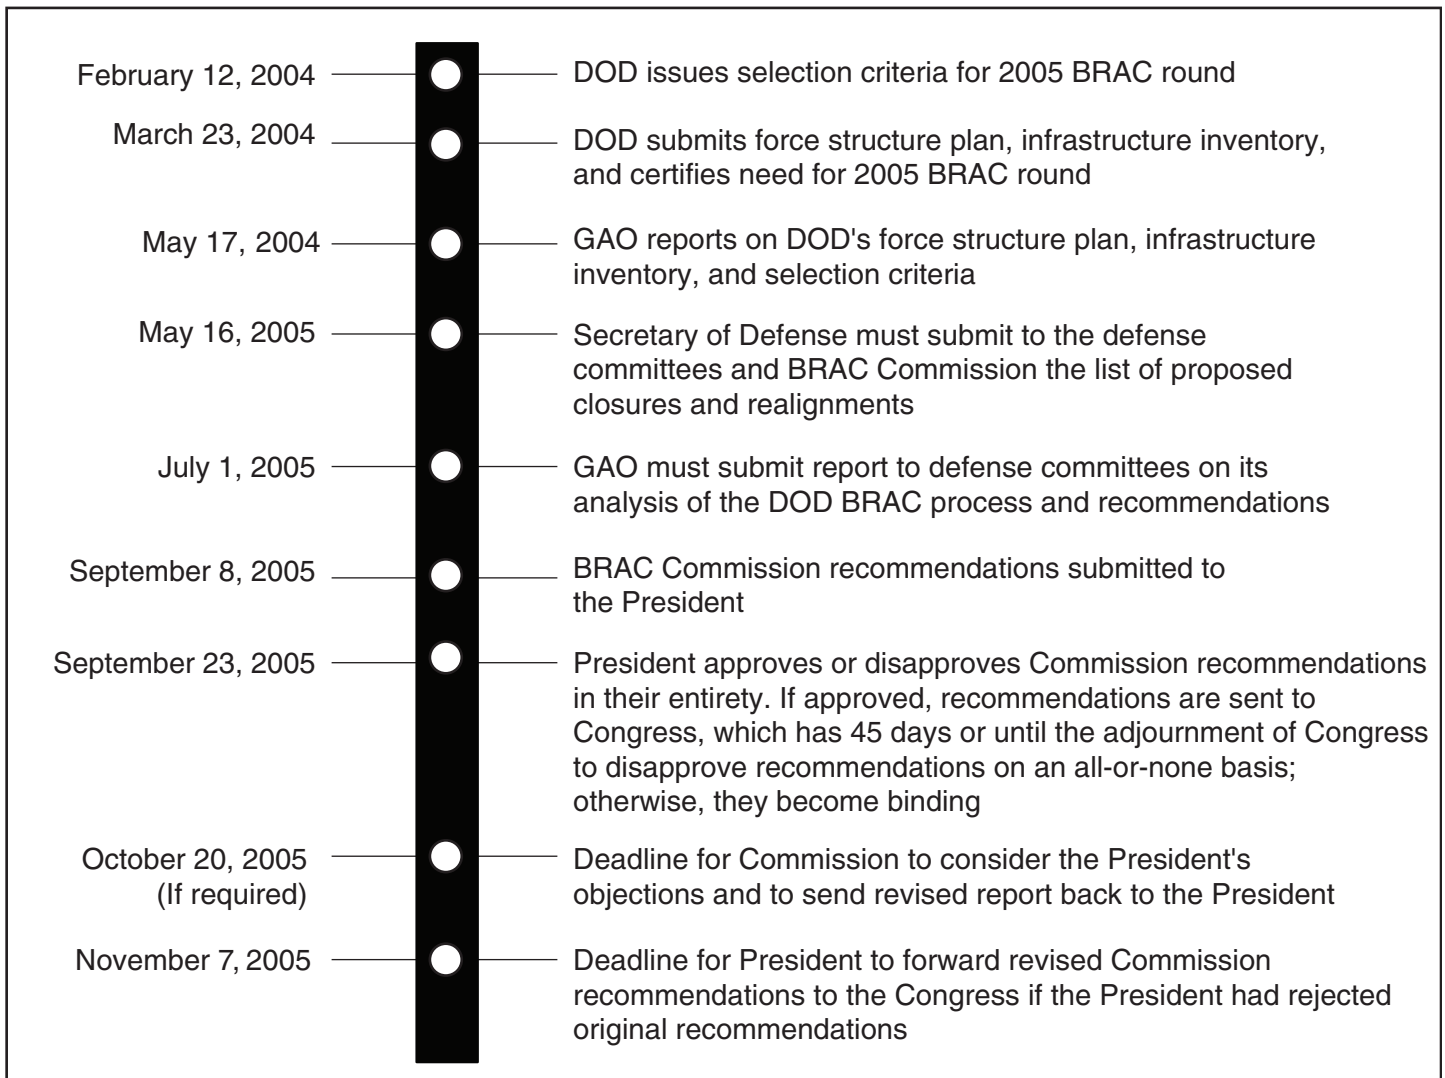 February 12, 2004
DOD issues selection criteria for 2005 BRAC round
March 23, 2004
DOD submits force structure plan, infrastructure inventory,
and certifies need for 2005 BRAC round
May 17, 2004
GAO reports on DOD's force structure plan, infrastructure
inventory, and selection criteria
May 16, 2005
Secretary of Defense must submit to the defense
committees and BRAC Commission the list of proposed
closures and realignments
July 1, 2005
GAO must submit report to defense committees on its
analysis of the DOD BRAC process and recommendations
September 8, 2005
BRAC Commission recommendations submitted to
the President
September 23, 2005
President approves or disapproves Commission recommendations
in their entirety. If approved, recommendations are sent to
Congress, which has 45 days or until the adjournment of Congress
to disapprove recommendations on an all-or-none basis;
otherwise, they become binding
October 20, 2005
(If required)
Deadline for Commission to consider the President's
objections and to send revised report back to the President
November 7, 2005
Deadline for President to forward revised Commission
recommendations to the Congress if the President had rejected
original recommendations